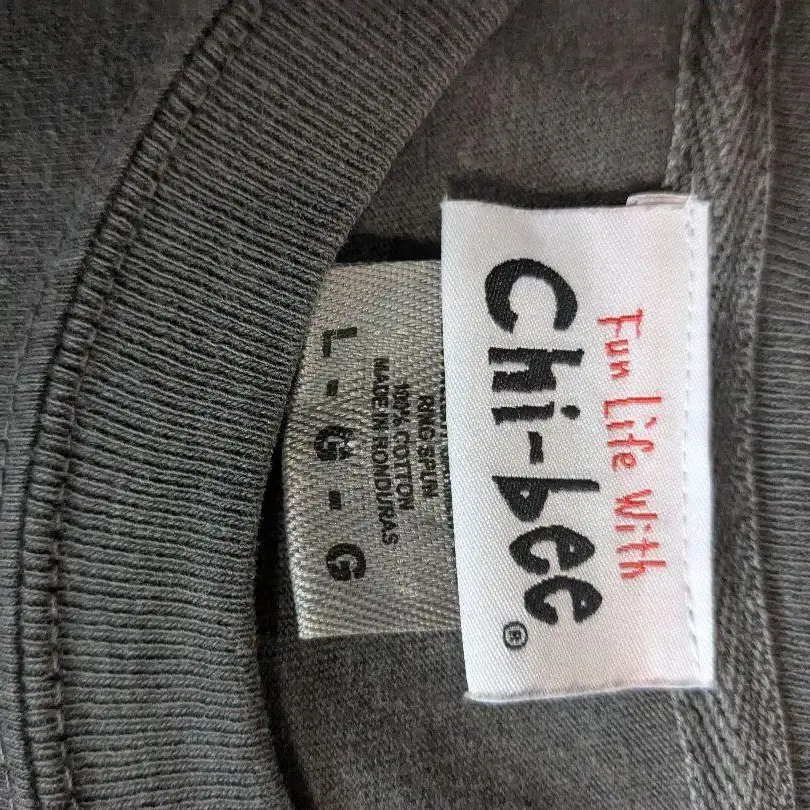 Fun Life With
Chi-bee®
RING SPUN
100% COTTON
MADE IN HONDURAS
L - G - G